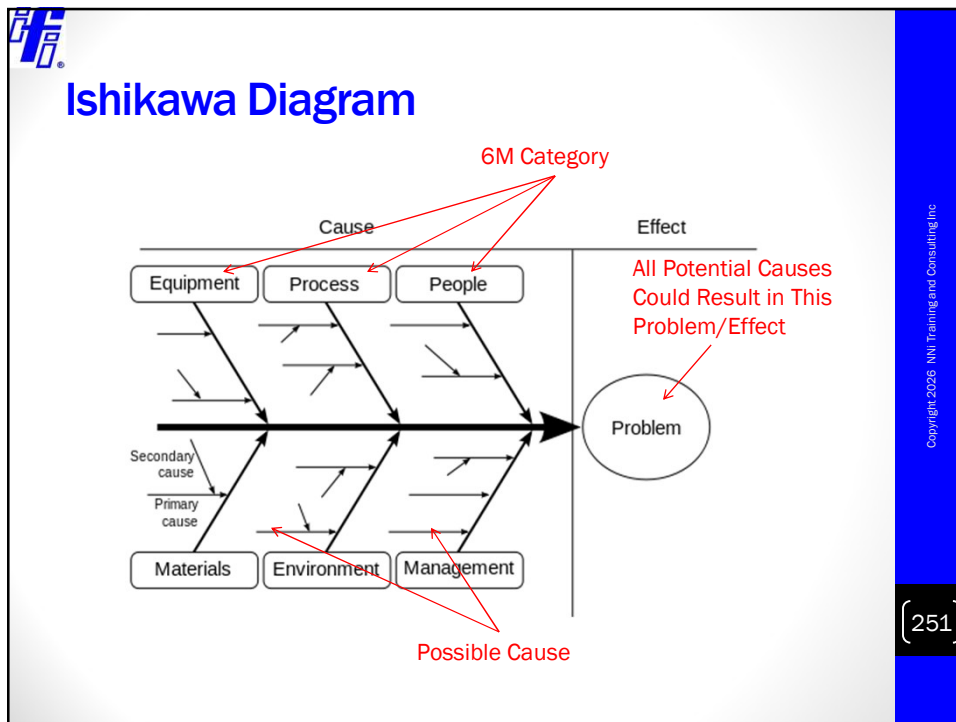 ®
Ishikawa Diagram
6M Category
Cause
Effect
Equipment
Process
People
All Potential Causes
Could Result in This
Problem/Effect
Problem
Secondary
cause
Primary
cause
Materials
Environment
Management
Possible Cause
Copyright 2026 NNi Training and Consulting Inc
251